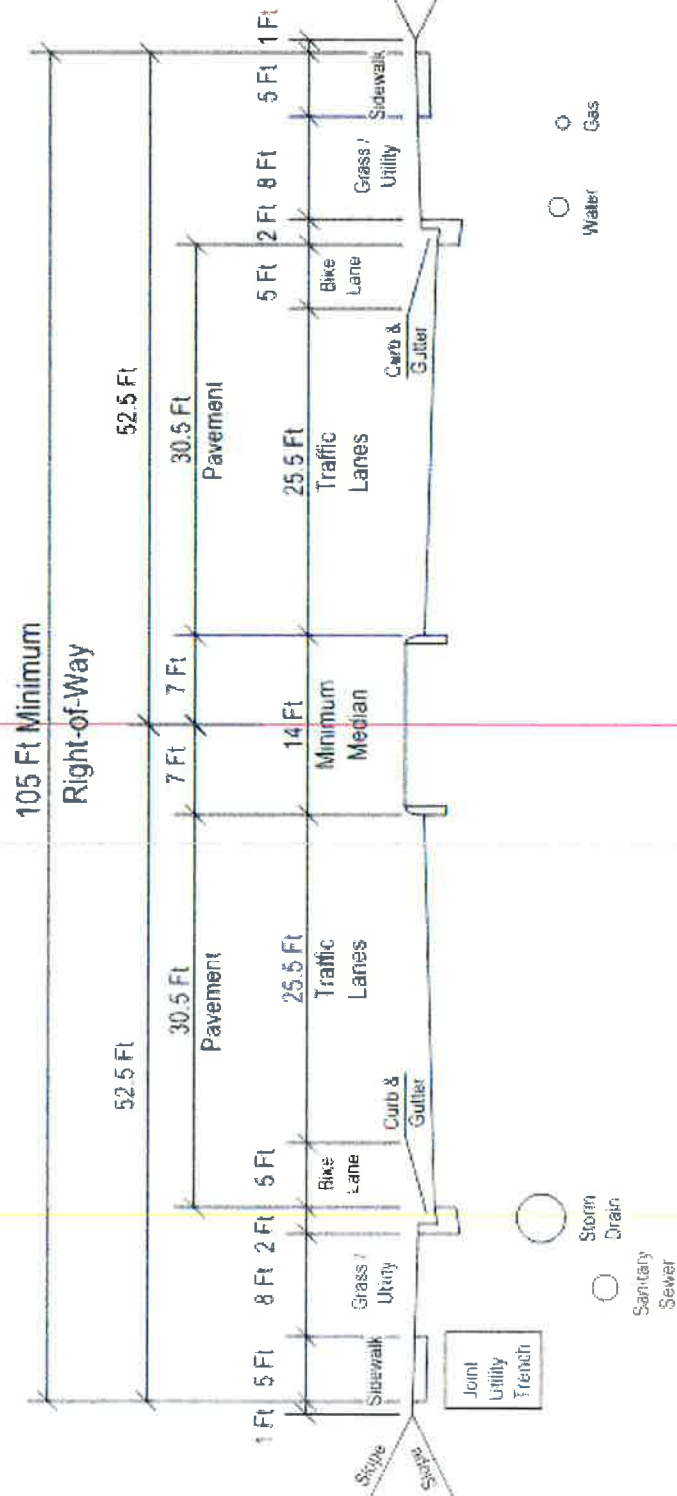 105 Ft Minimum
Right-of-Way
52.5 Ft
52.5 Ft
30.5 Ft
Pavement
7 Ft
7 Ft
30.5 Ft
Pavement
1 Ft
5 Ft
8 Ft
2 Ft
5 Ft
25.5 Ft
14 Ft
25.5 Ft
5 Ft
2 Ft
8 Ft
5 Ft
1 Ft
Sidewalk
Grass /
Utility
Bike
Lane
Traffic
Lanes
Minimum
Median
Traffic
Lanes
Bike
Lane
Grass /
Utility
Sidewalk
Slope
Slope
Curb &
Gutter
Curb &
Gutter
Joint
Utility
Trench
Sanitary
Sewer
Storm
Drain
Water
Gas